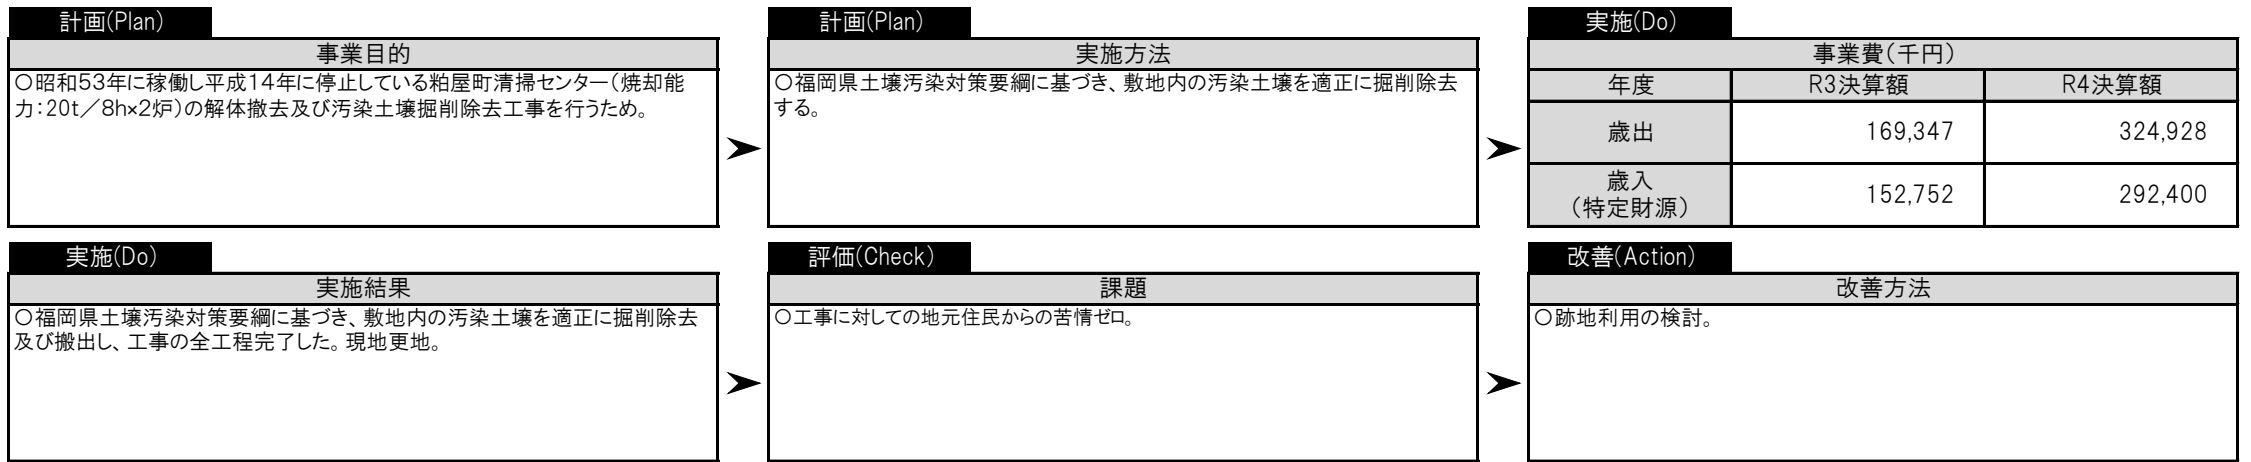 計画(Plan)
事業目的
〇昭和53年に稼働し平成14年に停止している粕屋町清掃センター（焼却能
力：20t／8h×2炉）の解体撤去及び汚染土壌掘削除去工事を行うため。
計画(Plan)
実施方法
〇福岡県土壌汚染対策要綱に基づき、敷地内の汚染土壌を適正に掘削除去
する。
実施(Do)
事業費（千円）
年度 R3決算額 R4決算額
歳出 169,347 324,928
歳入
（特定財源） 152,752 292,400
実施(Do)
実施結果
〇福岡県土壌汚染対策要綱に基づき、敷地内の汚染土壌を適正に掘削除去
及び搬出し、工事の全工程完了した。現地更地。
評価(Check)
課題
〇工事に対しての地元住民からの苦情ゼロ。
改善(Action)
改善方法
〇跡地利用の検討。